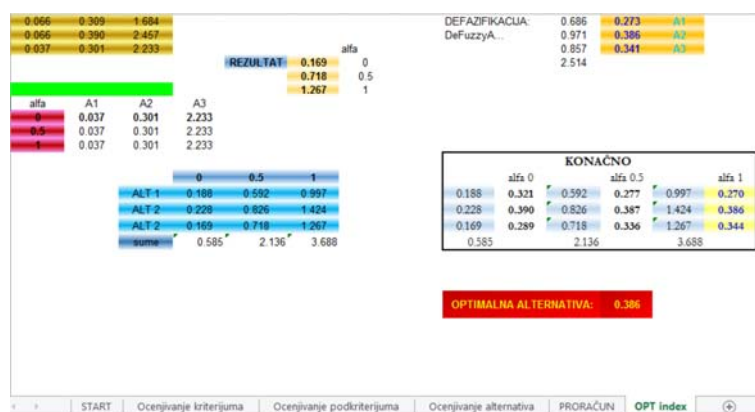 0.066 0.309 1.684
0.066 0.390 2.457
0.037 0.301 2.233
DEFAZIFIKACIJA: 0.686 0.273 A1
DeFuzzyA... 0.971 0.386 A2
0.857 0.341 A3
2.514
alfa
REZULTAT 0.169 0
0.718 0.5
1.267 1
alfa A1 A2 A3
0 0.037 0.301 2.233
0.5 0.037 0.301 2.233
1 0.037 0.301 2.233
0 0.5 1
ALT 1 0.188 0.592 0.997
ALT 2 0.228 0.826 1.424
ALT 2 0.169 0.718 1.267
sume 0.585 2.136 3.688
KONAČNO
alfa 0 alfa 0.5 alfa 1
0.188 0.321 0.592 0.277 0.997 0.270
0.228 0.390 0.826 0.387 1.424 0.386
0.169 0.289 0.718 0.336 1.267 0.344
0.585 2.136 3.688
OPTIMALNA ALTERNATIVA: 0.386
START Ocenjivanje kriterijuma Ocenjivanje podkriterijuma Ocenjivanje alternativa PRORAČUN OPT index